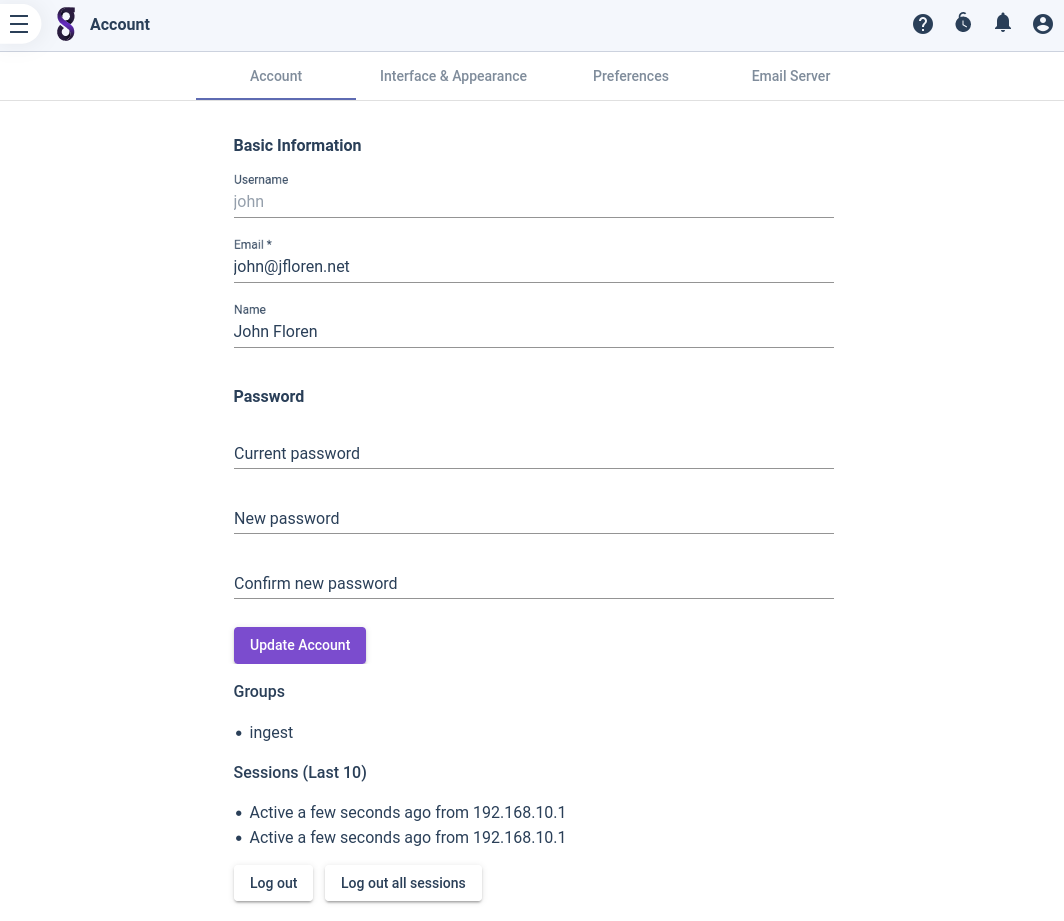 Account
Account
Interface & Appearance
Preferences
Email Server
Basic Information
Username
john
Email *
john@jfloren.net
Name
John Floren
Password
Current password
New password
Confirm new password
Update Account
Groups
• ingest
Sessions (Last 10)
• Active a few seconds ago from 192.168.10.1
• Active a few seconds ago from 192.168.10.1
Log out
Log out all sessions